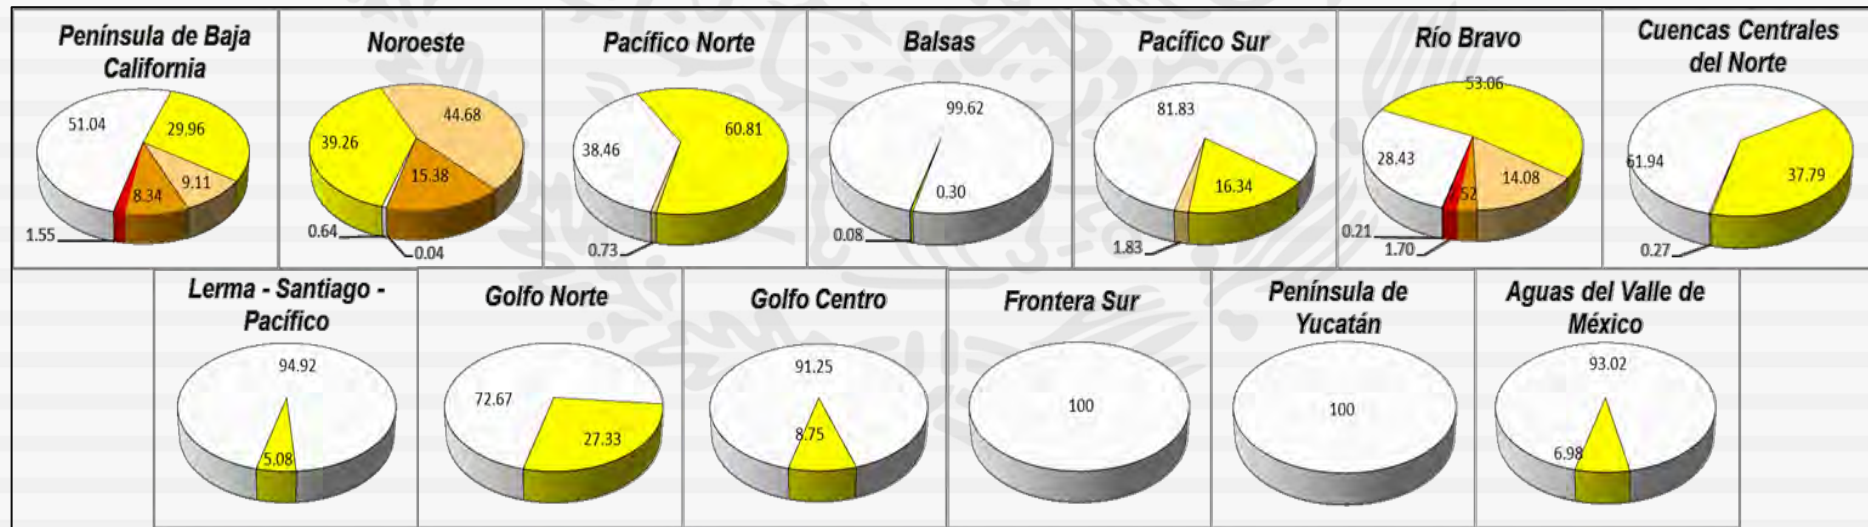 Península de Baja
California
51.04
29.96
9.11
8.34
1.55
Noroeste
44.68
39.26
15.38
0.64
0.04
Pacífico Norte
60.81
38.46
0.73
Balsas
99.62
0.30
0.08
Pacífico Sur
81.83
16.34
1.83
Río Bravo
53.06
28.43
14.08
0.21
1.70
Cuencas Centrales
del Norte
61.94
37.79
0.27
Lerma - Santiago -
Pacífico
94.92
5.08
Golfo Norte
72.67
27.33
Golfo Centro
91.25
8.75
Frontera Sur
100
Península de
Yucatán
100
Aguas del Valle de
México
93.02
6.98